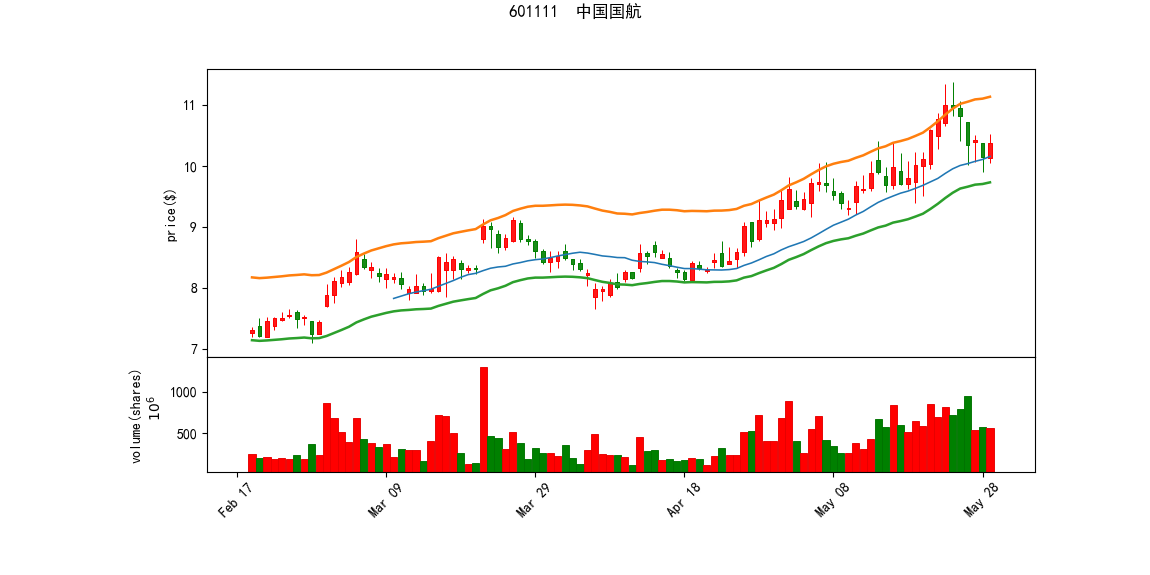 601111 中国国航
price($)
11
10
9
8
7
volume(shares)
10^6
1000
500
Feb 17
Mar 09
Mar 29
Apr 18
May 08
May 28